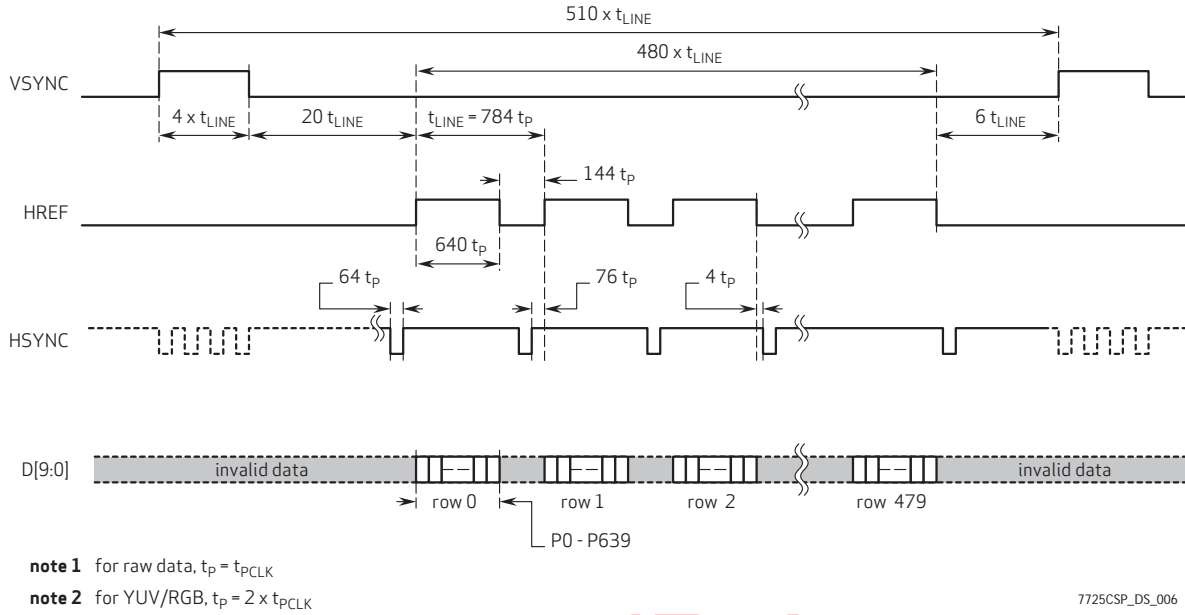 510 x tLINE
480 x tLINE
VSYNC
4 x tLINE
20 tLINE
tLINE = 784 tP
6 tLINE
144 tP
HREF
640 tP
64 tP
76 tP
4 tP
HSYNC
D[9:0]
invalid data
invalid data
row 0
row 1
row 2
row 479
P0 - P639
note 1 for raw data, tP = tPCLK
note 2 for YUV/RGB, tP = 2 x tPCLK
7725CSP_DS_006